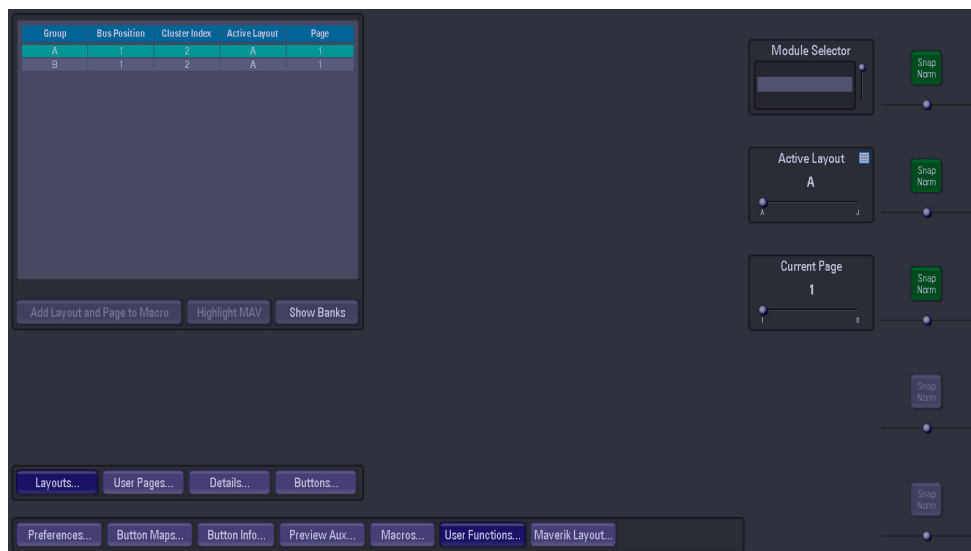 Group Bus Position Cluster Index Active Layout Page
A 1 2 A 1
B 1 2 A 1
Add Layout and Page to Macro Highlight MAV Show Banks
Module Selector
Snap
Norm
Active Layout
A
A J
Snap
Norm
Current Page
1
1 8
Snap
Norm
Snap
Norm
Snap
Norm
Layouts... User Pages... Details... Buttons...
Preferences... Button Maps... Button Info... Preview Aux... Macros... User Functions... Maverik Layout...